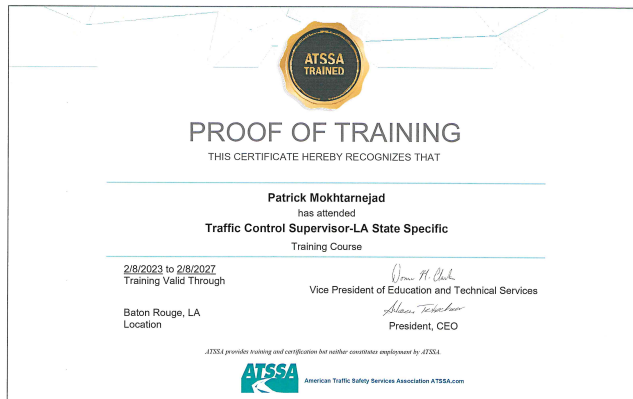 ATSSA
TRAINED
PROOF OF TRAINING
THIS CERTIFICATE HEREBY RECOGNIZES THAT
Patrick Mokhtarnejad
has attended
Traffic Control Supervisor-LA State Specific
Training Course
2/8/2023 to 2/8/2027
Training Valid Through
Vice President of Education and Technical Services
Baton Rouge, LA
Location
President, CEO
ATSSA provides training and certification but neither constitutes employment by ATSSA.
ATSSA
American Traffic Safety Services Association ATSSA.com